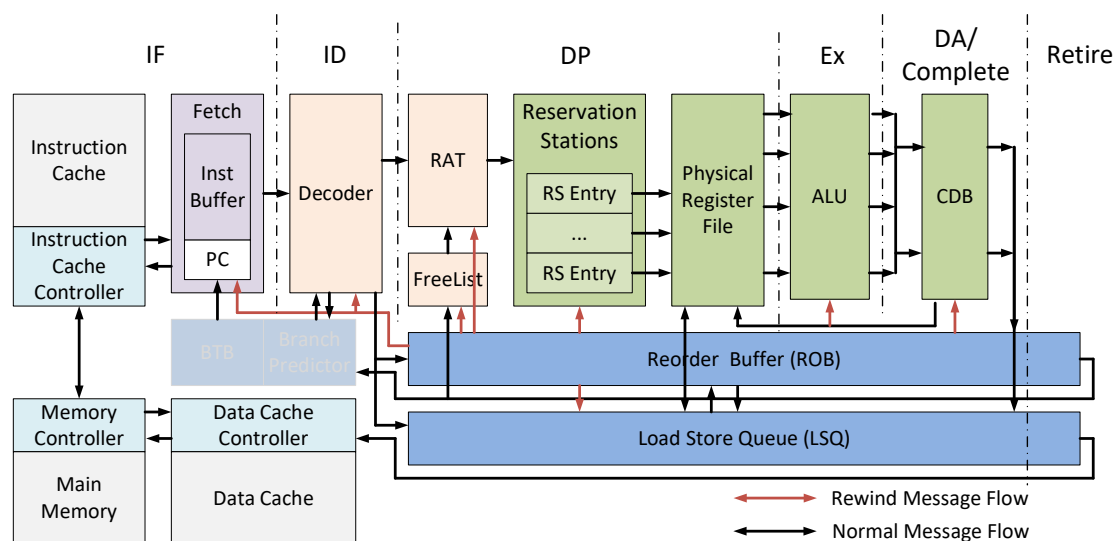 IF
ID
DP
Ex
DA/
Complete
Retire
Instruction
Cache
Instruction
Cache
Controller
Fetch
Inst
Buffer
PC
Decoder
RAT
FreeList
Reservation
Stations
RS Entry
...
RS Entry
Physical
Register
File
ALU
CDB
BTB
Branch
Predictor
Reorder Buffer (ROB)
Memory
Controller
Data Cache
Controller
Load Store Queue (LSQ)
Main
Memory
Data Cache
Rewind Message Flow
Normal Message Flow